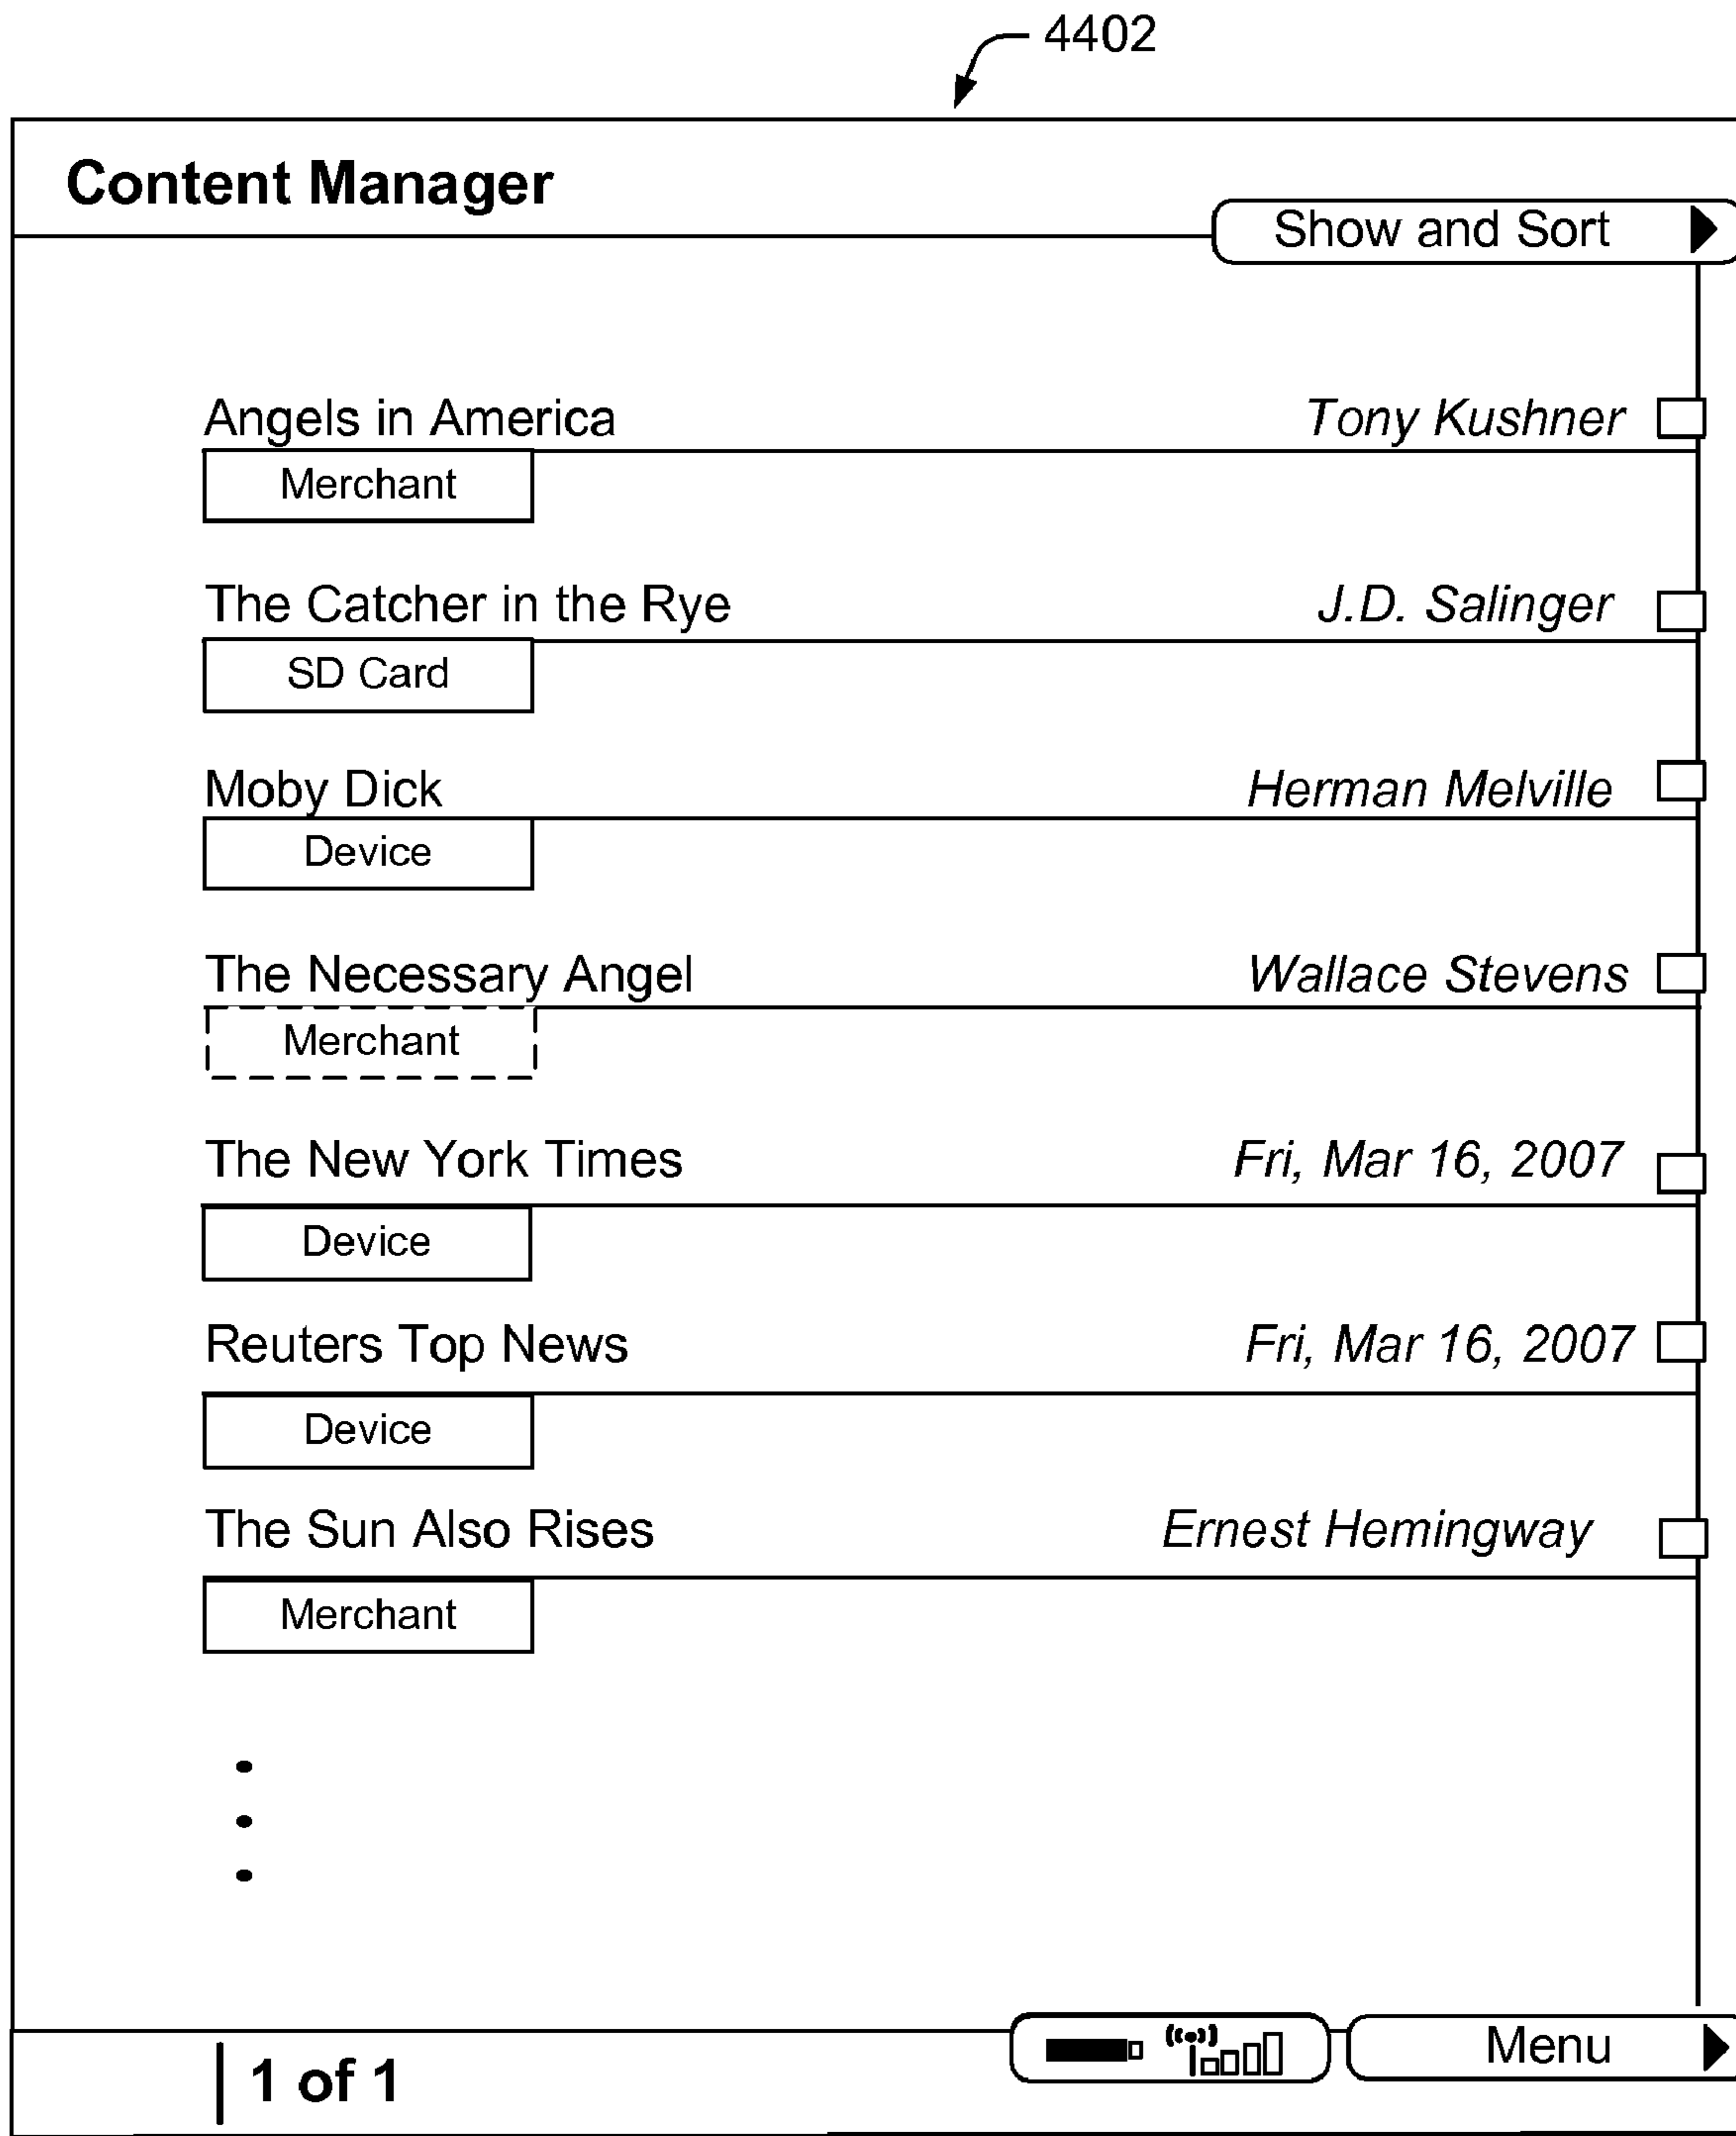 4402
Content Manager
Show and Sort
Angels in America Tony Kushner
Merchant
The Catcher in the Rye J.D. Salinger
SD Card
Moby Dick Herman Melville
Device
The Necessary Angel Wallace Stevens
Merchant
The New York Times Fri, Mar 16, 2007
Device
Reuters Top News Fri, Mar 16, 2007
Device
The Sun Also Rises Ernest Hemingway
Merchant
1 of 1 Menu